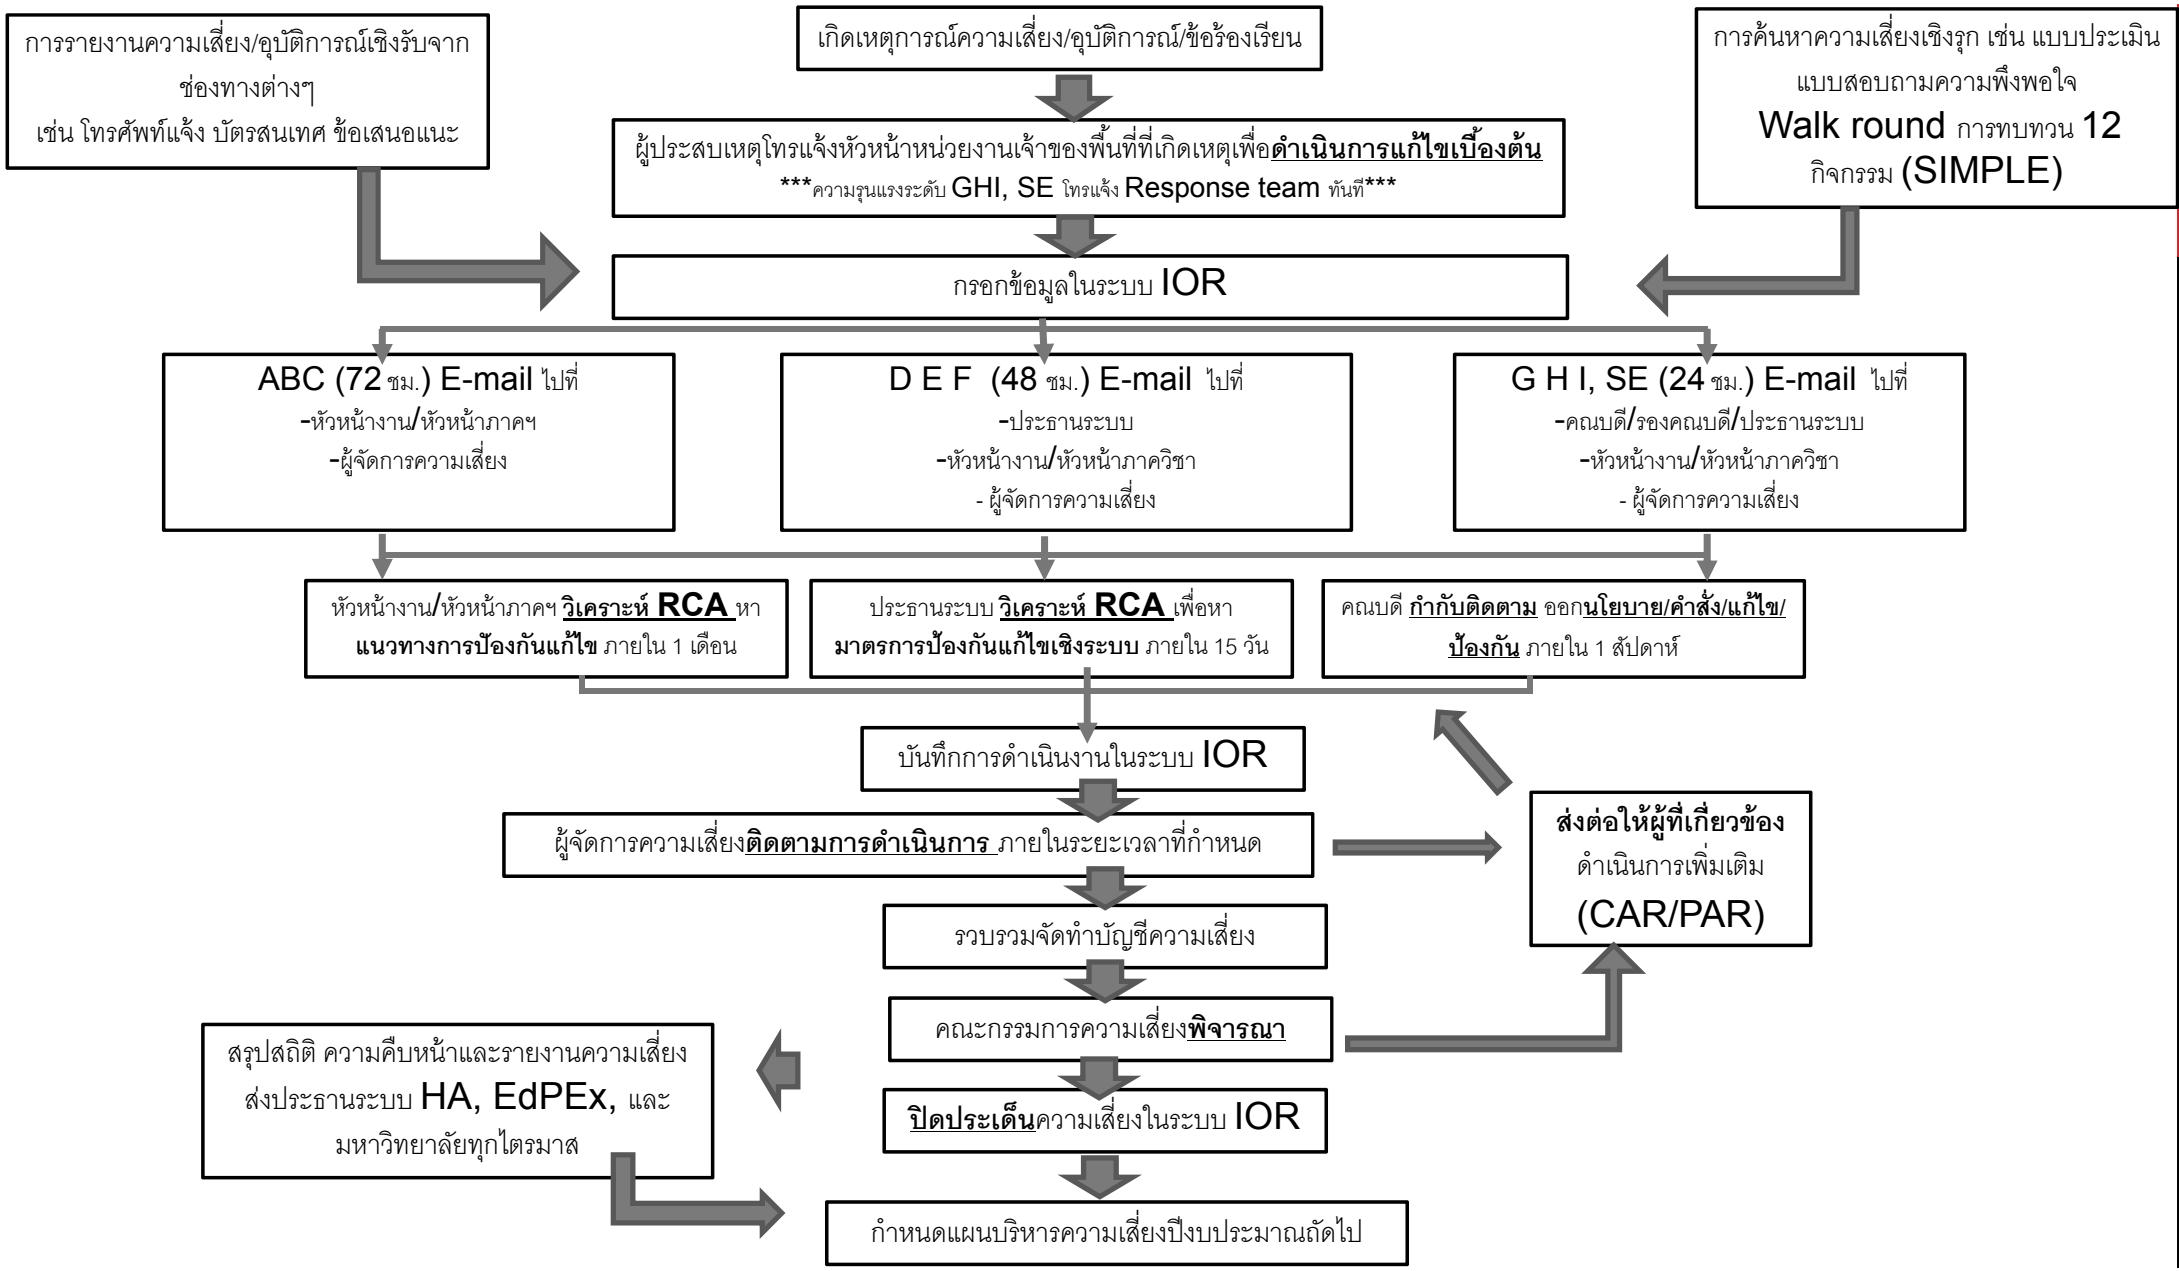 การรายงานความเสี่ยง/อุบัติการณ์เชิงรับจาก
ช่องทางต่างๆ
เช่น โทรศัพท์แจ้ง บัตรสนเทศ ข้อเสนอแนะ
เกิดเหตุการณ์ความเสี่ยง/อุบัติการณ์/ข้อร้องเรียน
การค้นหาความเสี่ยงเชิงรุก เช่น แบบประเมิน
แบบสอบถามความพึงพอใจ
Walk round การทบทวน 12
กิจกรรม (SIMPLE)
ผู้ประสบเหตุโทรแจ้งหัวหน้าหน่วยงานเจ้าของพื้นที่ที่เกิดเหตุเพื่อดำเนินการแก้ไขเบื้องต้น
***ความรุนแรงระดับ GHI, SE โทรแจ้ง Response team ทันที***
กรอกข้อมูลในระบบ IOR
ABC (72 ชม.) E-mail ไปที่
-หัวหน้างาน/หัวหน้าภาคฯ
-ผู้จัดการความเสี่ยง
D E F (48 ชม.) E-mail ไปที่
-ประธานระบบ
-หัวหน้างาน/หัวหน้าภาควิชา
- ผู้จัดการความเสี่ยง
G H I, SE (24 ชม.) E-mail ไปที่
-คณบดี/รองคณบดี/ประธานระบบ
-หัวหน้างาน/หัวหน้าภาควิชา
- ผู้จัดการความเสี่ยง
หัวหน้างาน/หัวหน้าภาคฯ วิเคราะห์ RCA หา
แนวทางการป้องกันแก้ไข ภายใน 1 เดือน
ประธานระบบ วิเคราะห์ RCA เพื่อหา
มาตรการป้องกันแก้ไขเชิงระบบ ภายใน 15 วัน
คณบดี กำกับติดตาม ออกนโยบาย/คำสั่ง/แก้ไข/
ป้องกัน ภายใน 1 สัปดาห์
บันทึกการดำเนินงานในระบบ IOR
ผู้จัดการความเสี่ยงติดตามการดำเนินการ ภายในระยะเวลาที่กำหนด
ส่งต่อให้ผู้ที่เกี่ยวข้อง
ดำเนินการเพิ่มเติม
(CAR/PAR)
รวบรวมจัดทำบัญชีความเสี่ยง
คณะกรรมการความเสี่ยงพิจารณา
สรุปสถิติ ความคืบหน้าและรายงานความเสี่ยง
ส่งประธานระบบ HA, EdPEx, และ
มหาวิทยาลัยทุกไตรมาส
ปิดประเด็นความเสี่ยงในระบบ IOR
กำหนดแผนบริหารความเสี่ยงปีงบประมาณถัดไป